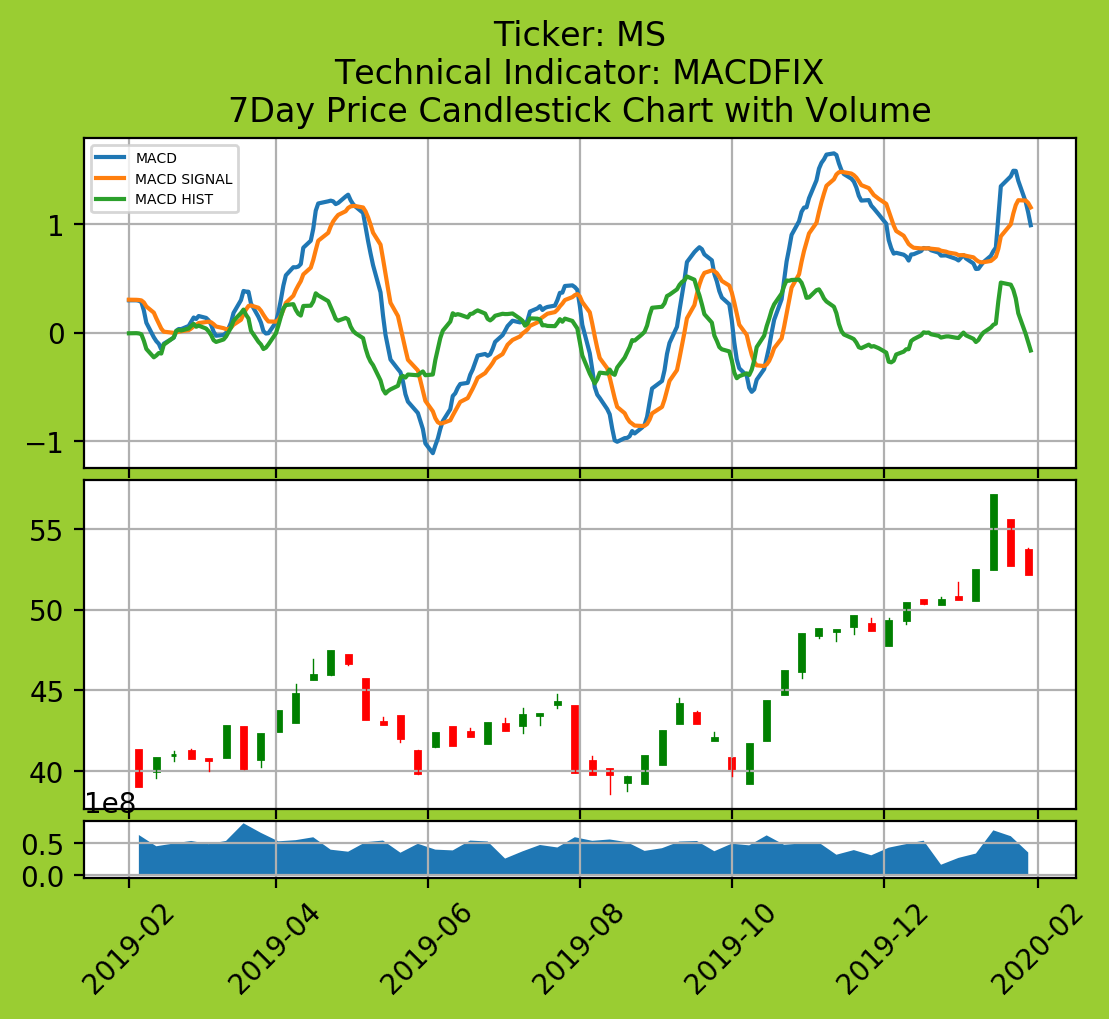 Ticker: MS
Technical Indicator: MACDFIX
7Day Price Candlestick Chart with Volume
MACD
MACD SIGNAL
MACD HIST
1
0
−1
55
50
45
40
1e8
0.5
0.0
2019-02
2019-04
2019-06
2019-08
2019-10
2019-12
2020-02